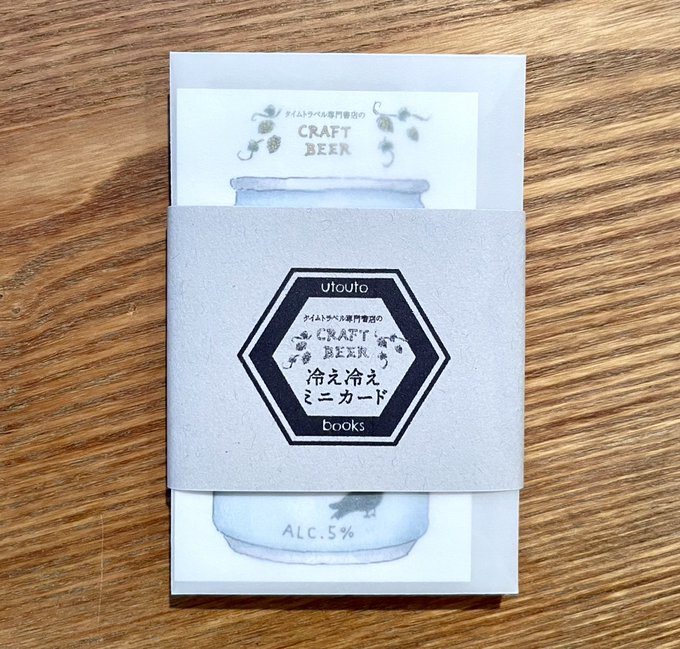 タイムトラベル専門書店の
CRAFT
BEER
utouto
タイムトラベル専門書店の
CRAFT
BEER
冷え冷え
ミニカード
books
ALC.5%